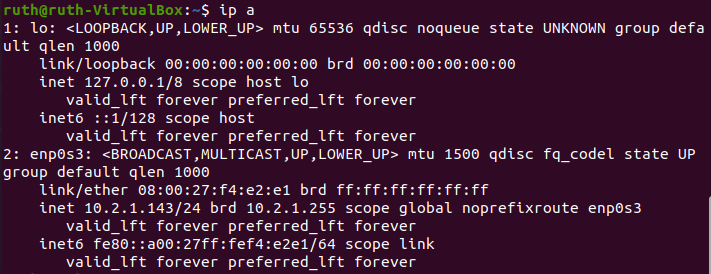 ruth@ruth-VirtualBox:~$ ip a
1: lo: <LOOPBACK,UP,LOWER_UP> mtu 65536 qdisc noqueue state UNKNOWN group defa
ult qlen 1000
    link/loopback 00:00:00:00:00:00 brd 00:00:00:00:00:00
    inet 127.0.0.1/8 scope host lo
       valid_lft forever preferred_lft forever
    inet6 ::1/128 scope host
       valid_lft forever preferred_lft forever
2: enp0s3: <BROADCAST,MULTICAST,UP,LOWER_UP> mtu 1500 qdisc fq_codel state UP
group default qlen 1000
    link/ether 08:00:27:f4:e2:e1 brd ff:ff:ff:ff:ff:ff
    inet 10.2.1.143/24 brd 10.2.1.255 scope global noprefixroute enp0s3
       valid_lft forever preferred_lft forever
    inet6 fe80::a00:27ff:fef4:e2e1/64 scope link
       valid_lft forever preferred_lft forever